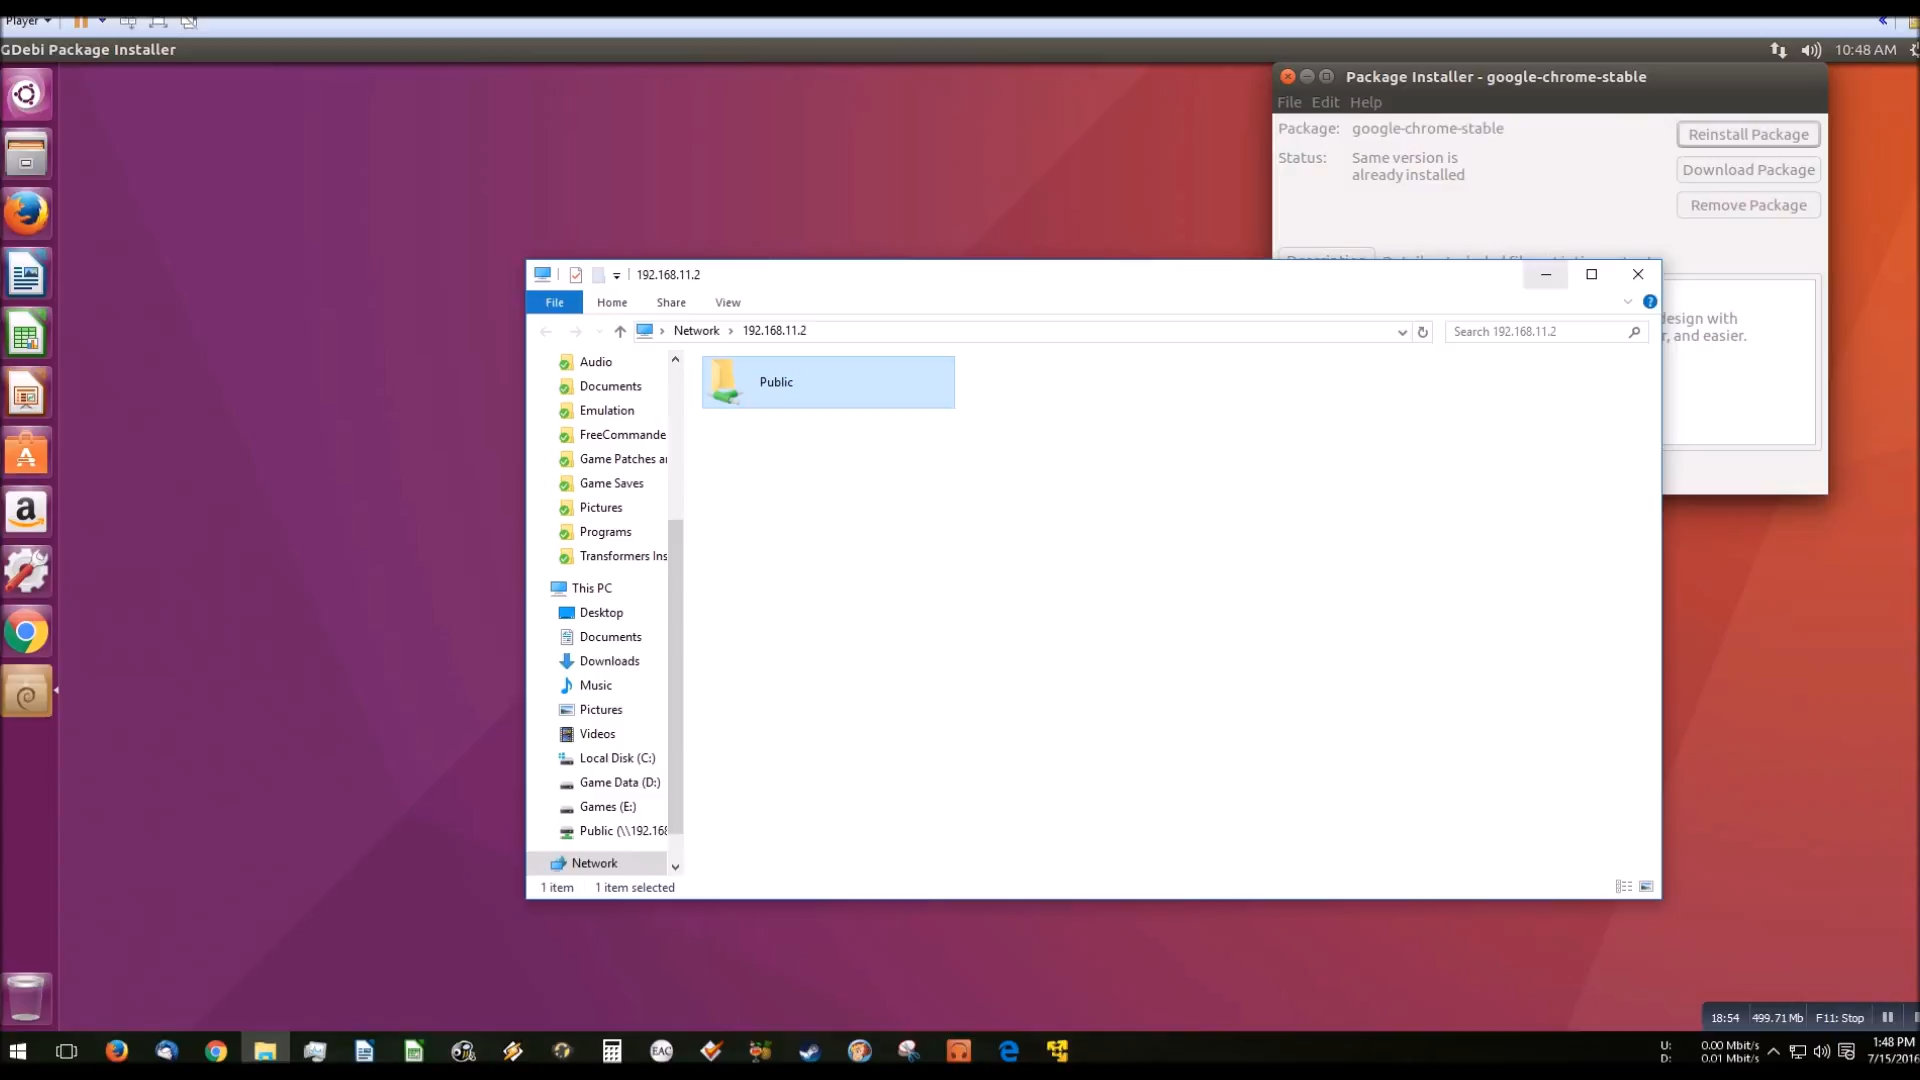 Player
GDebi Package Installer
10:48 AM
Package Installer - google-chrome-stable
File Edit Help
Package: google-chrome-stable
Reinstall Package
Status: Same version is
already installed
Download Package
Remove Package
Description
192.168.11.2
File Home Share View
Network 192.168.11.2
Search 192.168.11.2
esign with
r, and easier.
Audio
Documents
Emulation
FreeCommande
Game Patches a
Game Saves
Pictures
Programs
Transformers Ins
This PC
Desktop
Documents
Downloads
Music
Pictures
Videos
Local Disk (C:)
Game Data (D:)
Games (E:)
Public (\\192.168
Network
Public
1 item 1 item selected
18:54 499.71Mb F11: Stop
EAC
U: 0.00 Mbit/s
D: 0.01 Mbit/s
1:48 PM
7/15/2016